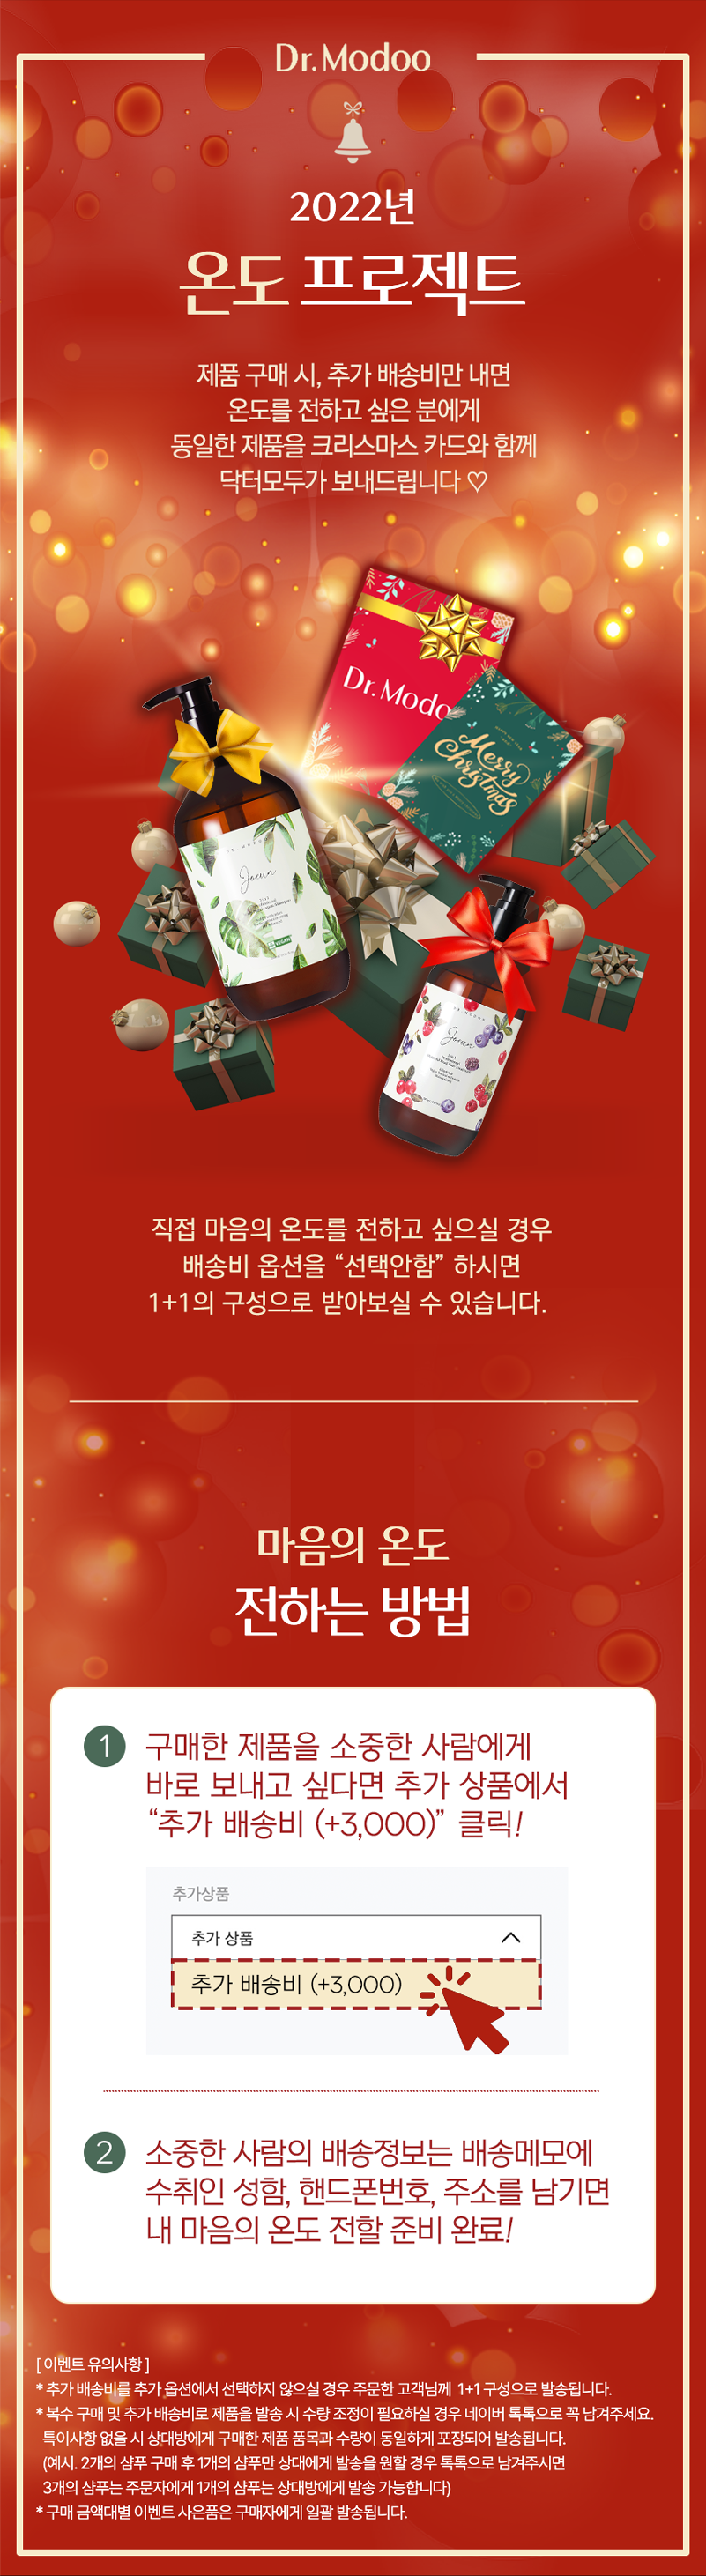 Dr.Modoo
2022년
온도 프로젝트
제품 구매 시, 추가 배송비만 내면
온도를 전하고 싶은 분에게
동일한 제품을 크리스마스 카드와 함께
닥터모두가 보내드립니다 ♡
Dr.Modo
Merry
Christmas
Joeun
VEGAN
Joeun
직접 마음의 온도를 전하고 싶으실 경우
배송비 옵션을 “선택안함” 하시면
1+1의 구성으로 받아보실 수 있습니다.
마음의 온도
전하는 방법
1 구매한 제품을 소중한 사람에게
바로 보내고 싶다면 추가 상품에서
“추가 배송비 (+3,000)” 클릭!
추가상품
추가 상품
추가 배송비 (+3,000)
2 소중한 사람의 배송정보는 배송메모에
수취인 성함, 핸드폰번호, 주소를 남기면
내 마음의 온도 전할 준비 완료!
[ 이벤트 유의사항 ]
* 추가 배송비를 추가 옵션에서 선택하지 않으실 경우 주문한 고객님께 1+1 구성으로 발송됩니다.
* 복수 구매 및 추가 배송비로 제품을 발송 시 수량 조정이 필요하실 경우 네이버 톡톡으로 꼭 남겨주세요.
특이사항 없을 시 상대방에게 구매한 제품 품목과 수량이 동일하게 포장되어 발송됩니다.
(예시. 2개의 샴푸 구매 후 1개의 샴푸만 상대에게 발송을 원할 경우 톡톡으로 남겨주시면
3개의 샴푸는 주문자에게 1개의 샴푸는 상대방에게 발송 가능합니다)
* 구매 금액대별 이벤트 사은품은 구매자에게 일괄 발송됩니다.